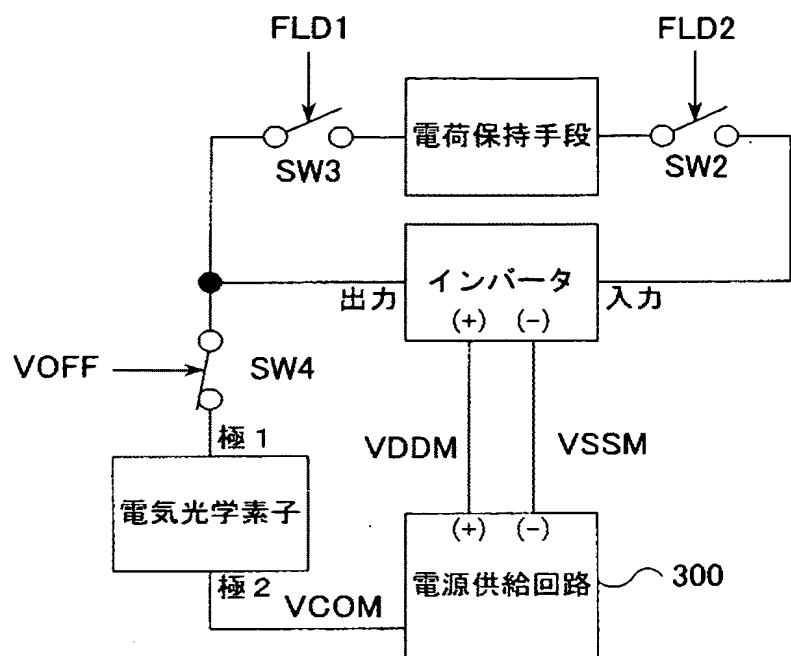 FLD1
FLD2
電荷保持手段
SW3
SW2
インバータ
出力
入力
(+)
(-)
VOFF
SW4
極1
VDDM
VSSM
電気光学素子
(+)
(-)
極2
電源供給回路
300
VCOM